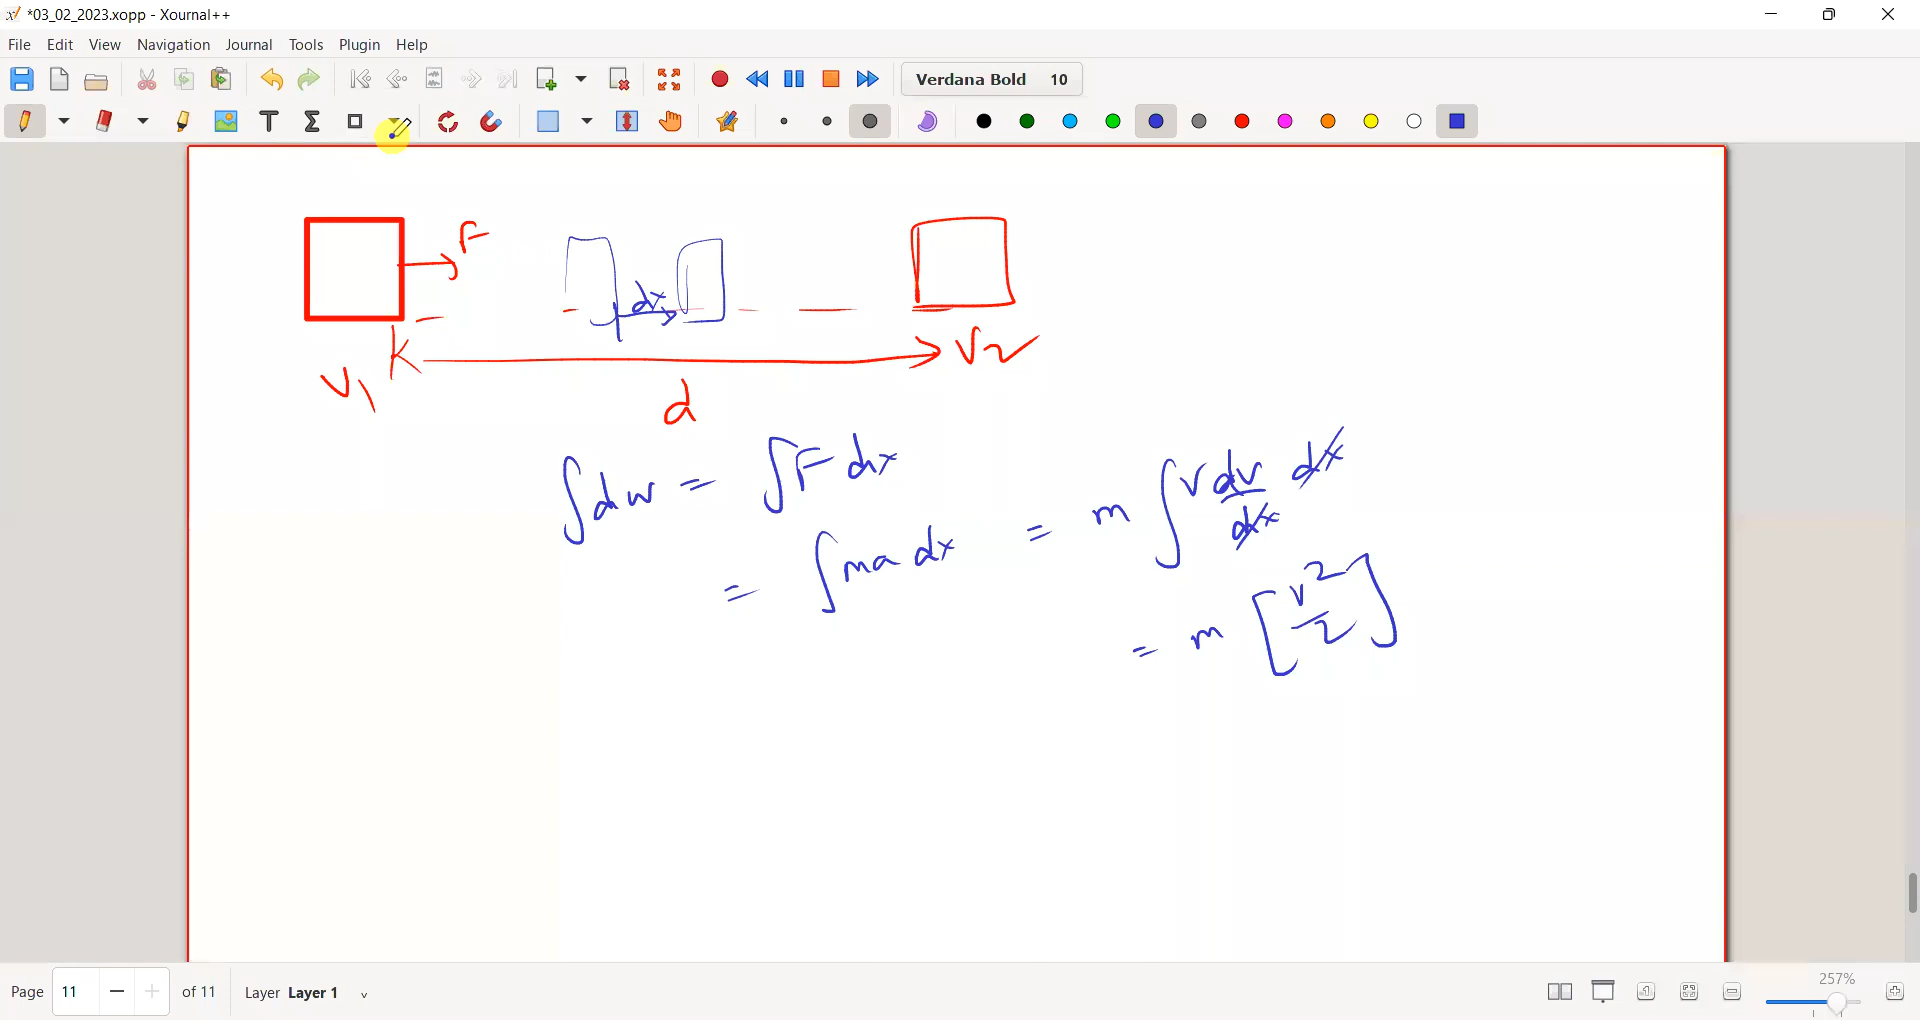 *03_02_2023.xopp - Xournal++
File Edit View Navigation Journal Tools Plugin Help
Verdana Bold 10
T Σ
F
dx
V1
V2
d
∫dw = ∫F dx
= ∫ma dx = m ∫V dv/dx dx
= m [v²/2]
Page 11 of 11 Layer Layer 1 257%